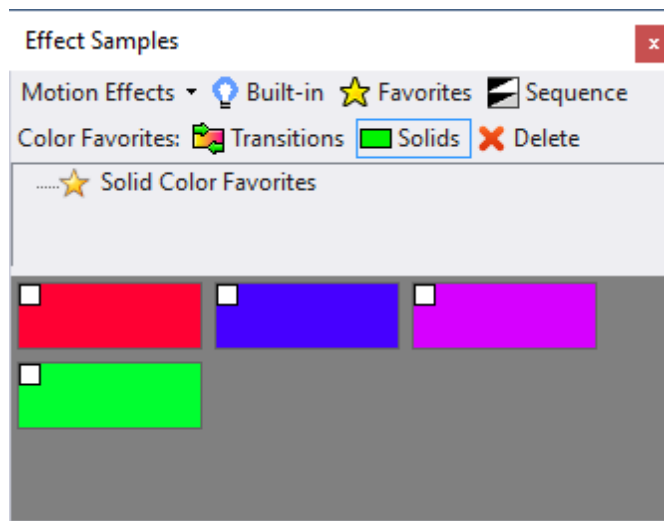 Effect Samples
x
Motion Effects Built-in Favorites Sequence
Color Favorites: Transitions Solids Delete
Solid Color Favorites